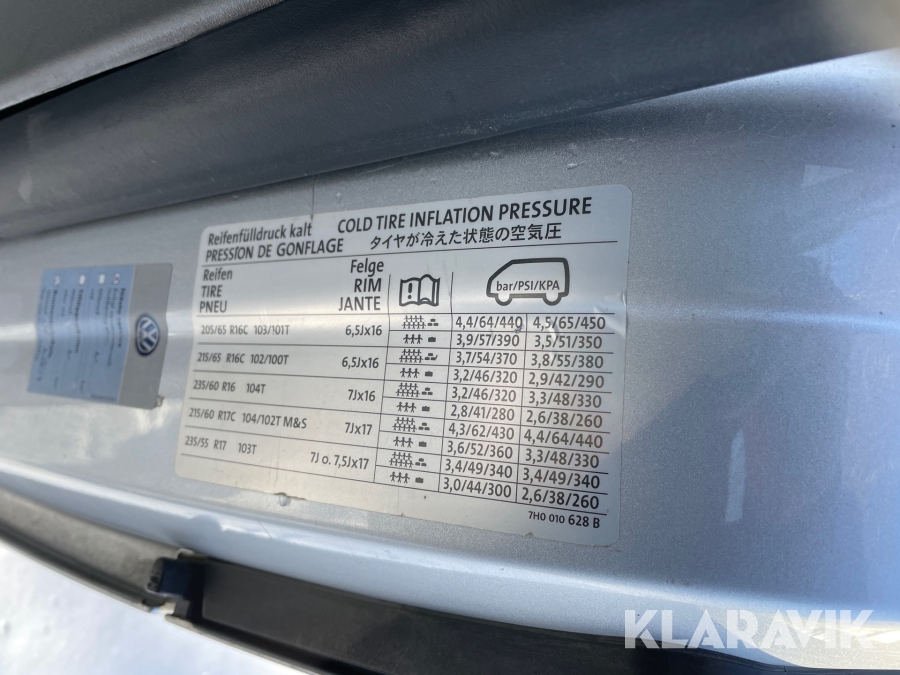 Reifenfülldruck kalt COLD TIRE INFLATION PRESSURE
PRESSION DE GONFLAGE タイヤが冷えた状態の空気圧
Reifen Felge
TIRE RIM
PNEU JANTE
bar/PSI/KPA
205/65 R16C 103/101T 6,5Jx16 4,4/64/440 4,5/65/450
3,9/57/390 3,5/51/350
215/65 R16C 102/100T 6,5Jx16 3,7/54/370 3,8/55/380
3,2/46/320 2,9/42/290
235/60 R16 104T 7Jx16 3,2/46/320 3,3/48/330
2,8/41/280 2,6/38/260
215/60 R17C 104/102T M&S 7Jx17 4,3/62/430 4,4/64/440
3,6/52/360 3,3/48/330
235/55 R17 103T 7J o. 7,5Jx17 3,4/49/340 3,4/49/340
3,0/44/300 2,6/38/260
7H0 010 628 B
KLARAVIK